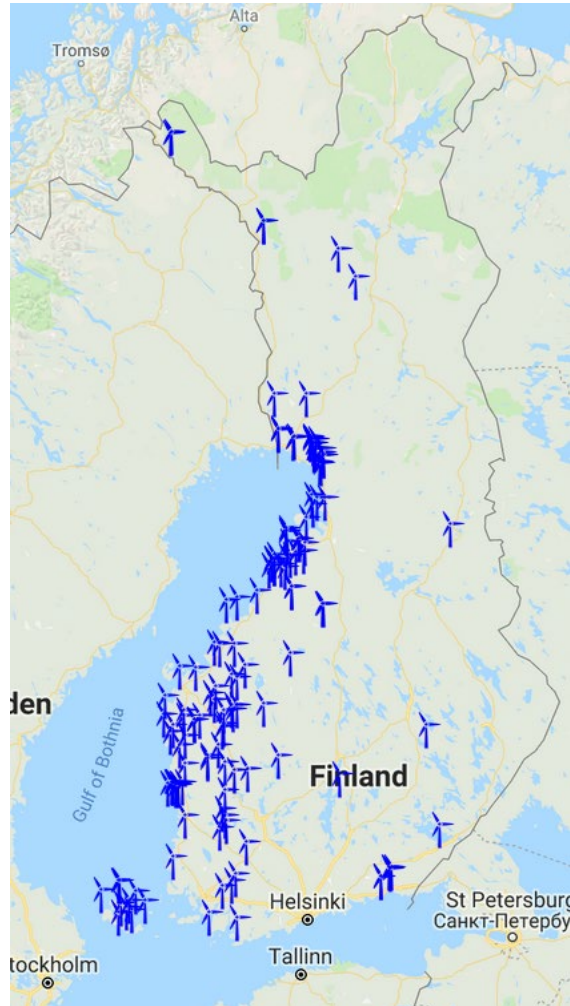 Alta
Tromsø
den
Gulf of Bothnia
Finland
Helsinki
St Petersburg
Санкт-Петербу
tockholm
Tallinn